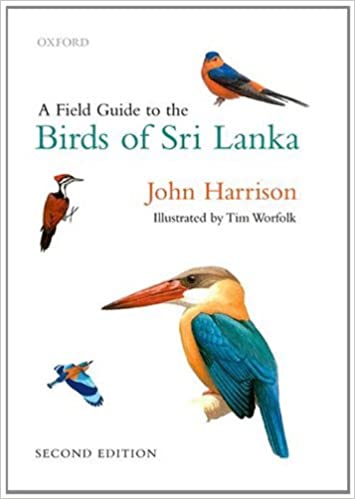 OXFORD
A Field Guide to the
Birds of Sri Lanka
John Harrison
Illustrated by Tim Worfolk
SECOND EDITION